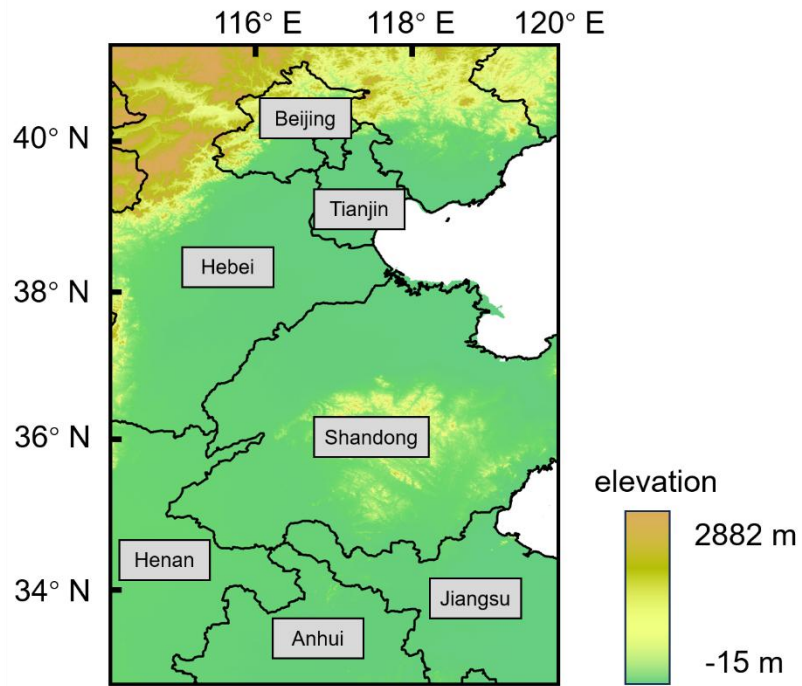 116° E 118° E 120° E
40° N
Beijing
Tianjin
Hebei
38° N
36° N
Shandong
elevation
2882 m
Henan
34° N
Jiangsu
Anhui
-15 m